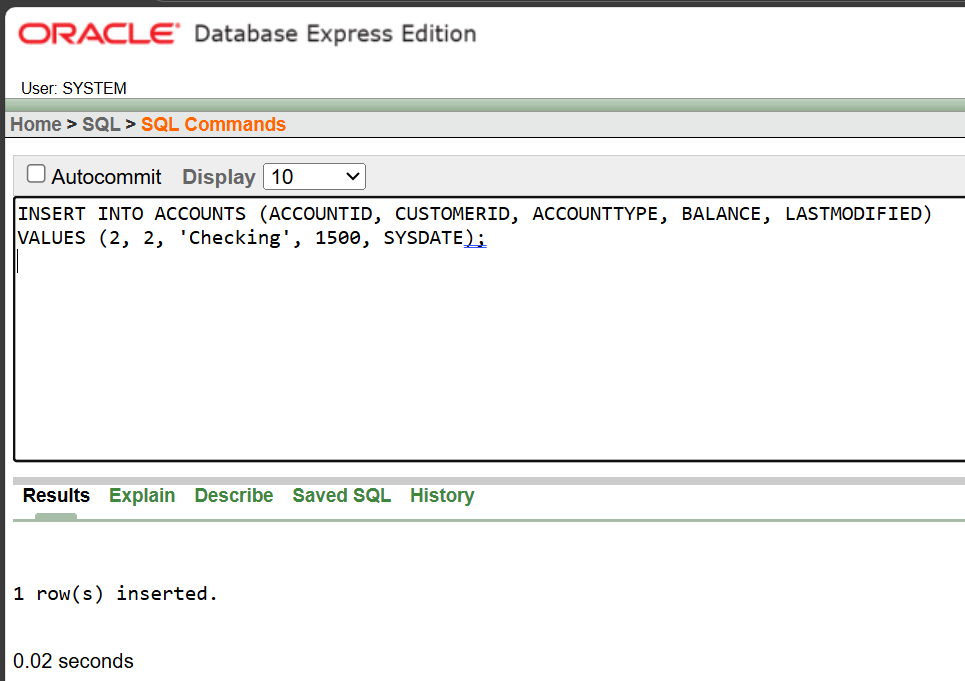 ORACLE® Database Express Edition
User: SYSTEM
Home > SQL > SQL Commands
Autocommit Display 10
INSERT INTO ACCOUNTS (ACCOUNTID, CUSTOMERID, ACCOUNTTYPE, BALANCE, LASTMODIFIED)
VALUES (2, 2, 'Checking', 1500, SYSDATE);
Results Explain Describe Saved SQL History
1 row(s) inserted.
0.02 seconds